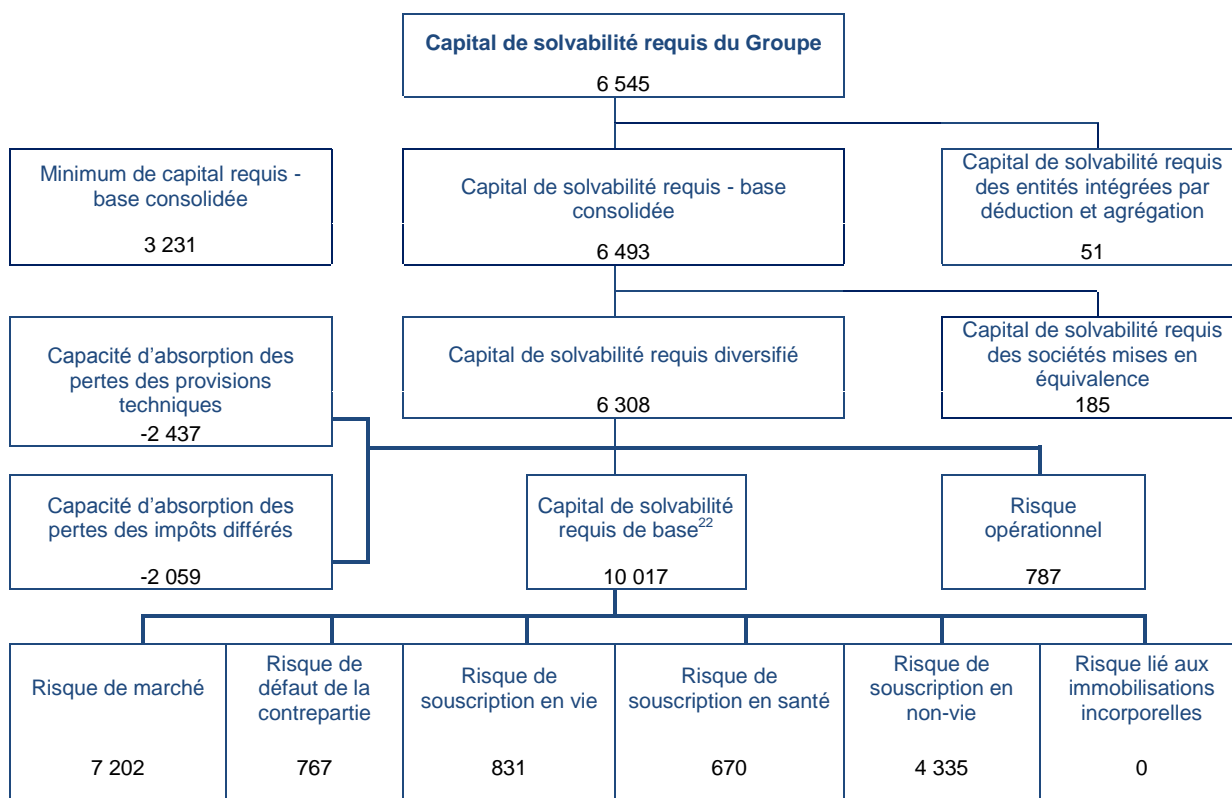 Capital de solvabilité requis du Groupe
6 545
Minimum de capital requis -
base consolidée
3 231
Capital de solvabilité requis - base
consolidée
6 493
Capital de solvabilité requis
des entités intégrées par
déduction et agrégation
51
Capacité d'absorption des
pertes des provisions
techniques
-2 437
Capital de solvabilité requis diversifié
6 308
Capital de solvabilité requis
des sociétés mises en
équivalence
185
Capacité d'absorption des
pertes des impôts différés
-2 059
Capital de solvabilité
requis de base22
10 017
Risque
opérationnel
787
Risque de marché
7 202
Risque de
défaut de la
contrepartie
767
Risque de
souscription en vie
831
Risque de
souscription en santé
670
Risque de
souscription en
non-vie
4 335
Risque lié aux
immobilisations
incorporelles
0